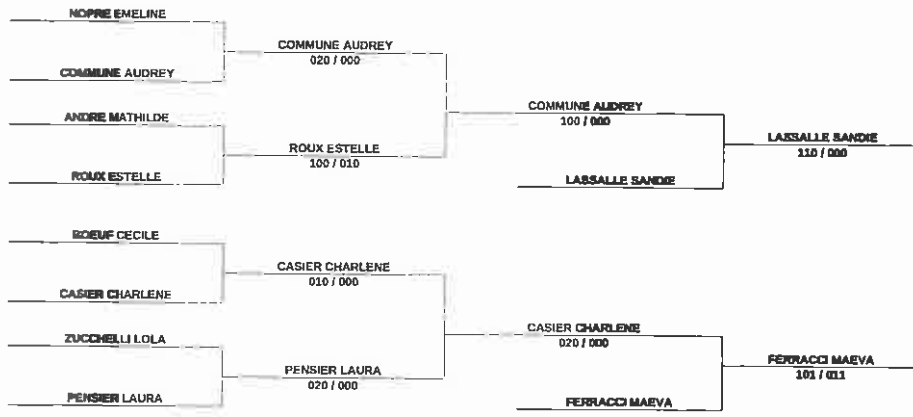 NOPRE EMELINE
COMMUNE AUDREY
020 / 000
COMMUNE AUDREY
COMMUNE AUDREY
100 / 000
ANDRE MATHILDE
ROUX ESTELLE
100 / 010
ROUX ESTELLE
LASSALLE SANDIE
110 / 000
LASSALLE SANDIE
BOEUF CECILE
CASIER CHARLENE
010 / 000
CASIER CHARLENE
CASIER CHARLENE
020 / 000
ZUCCHELLI LOLA
PENSIER LAURA
020 / 000
PENSIER LAURA
FERRACCI MAEVA
101 / 011
FERRACCI MAEVA